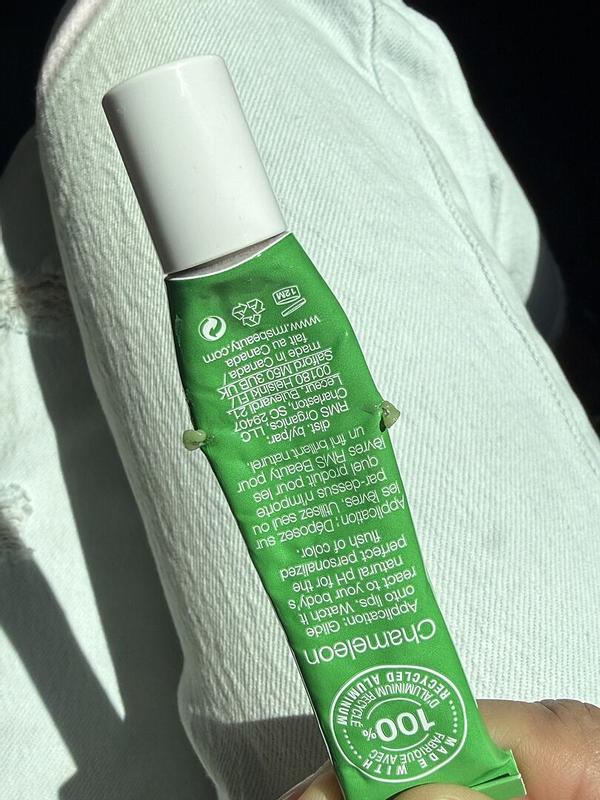 MADE WITH
FABRIQUÉ AVEC
100%
D'ALUMINIUM RECYCLÉ
RECYCLED ALUMINUM
Chameleon
Application: Glide
onto lips. Watch it
react to your body's
natural pH for the
perfect personalized
flush of color.
Application : Déposez sur
les lèvres. Utilisez seul ou
par-dessus n'importe
quel produit pour les
lèvres RMS Beauty pour
un fini brillant naturel.
dist. by/par:
RMS Organics, LLC
Charleston, SC 29407
Leceur, Bulevardi 21,
00180 Helsinki FI /
Salford M50 3UB UK
made in Canada /
fait au Canada
www.rmsbeauty.com
12M